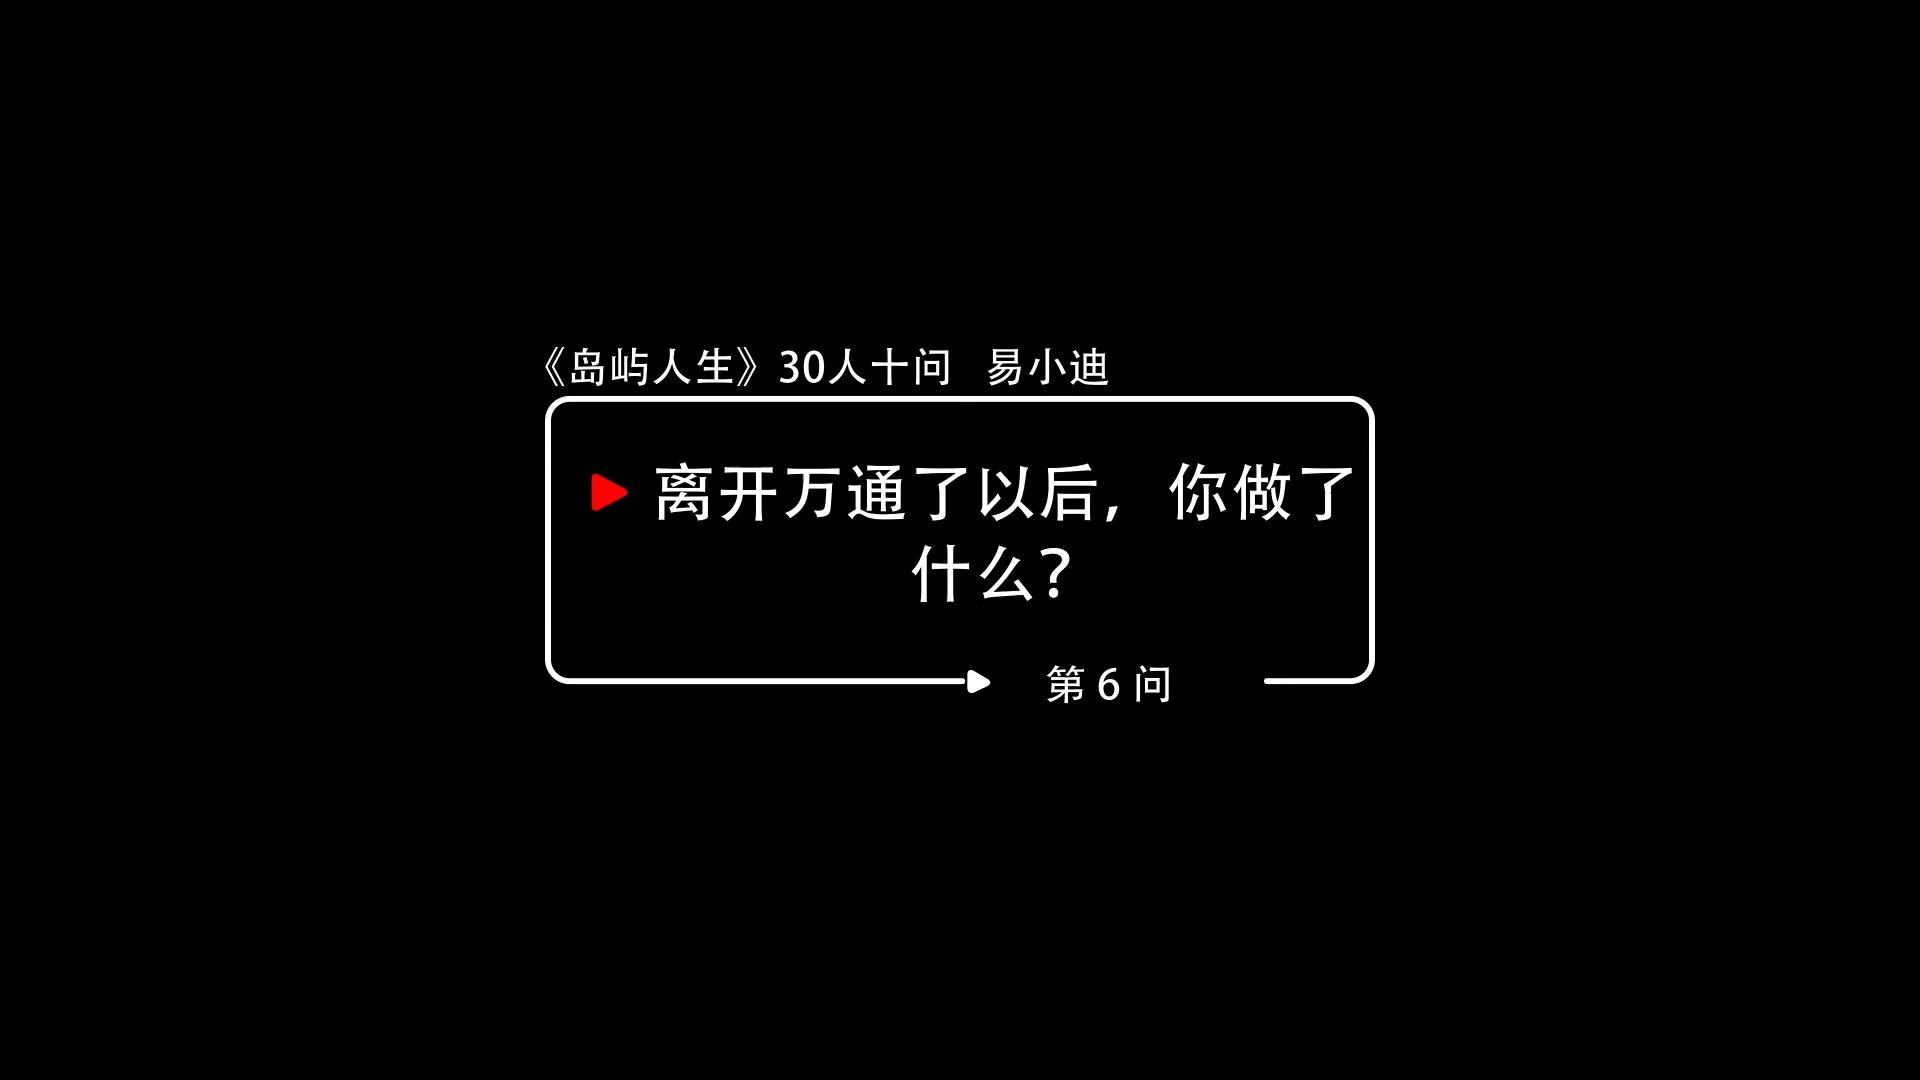 《岛屿人生》30人十问 易小迪
离开万通了以后，你做了
什么？
第 6 问